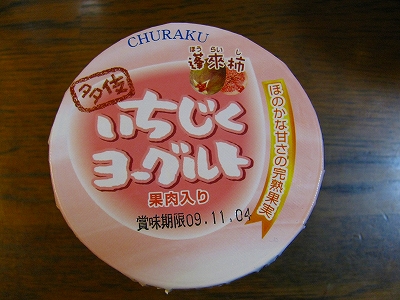 CHURAKU
ほうらいし
蓬来柿
多伎
いちじく
ヨーグルト
果肉入り
賞味期限09.11.04
ほのかな甘さの完熟果実